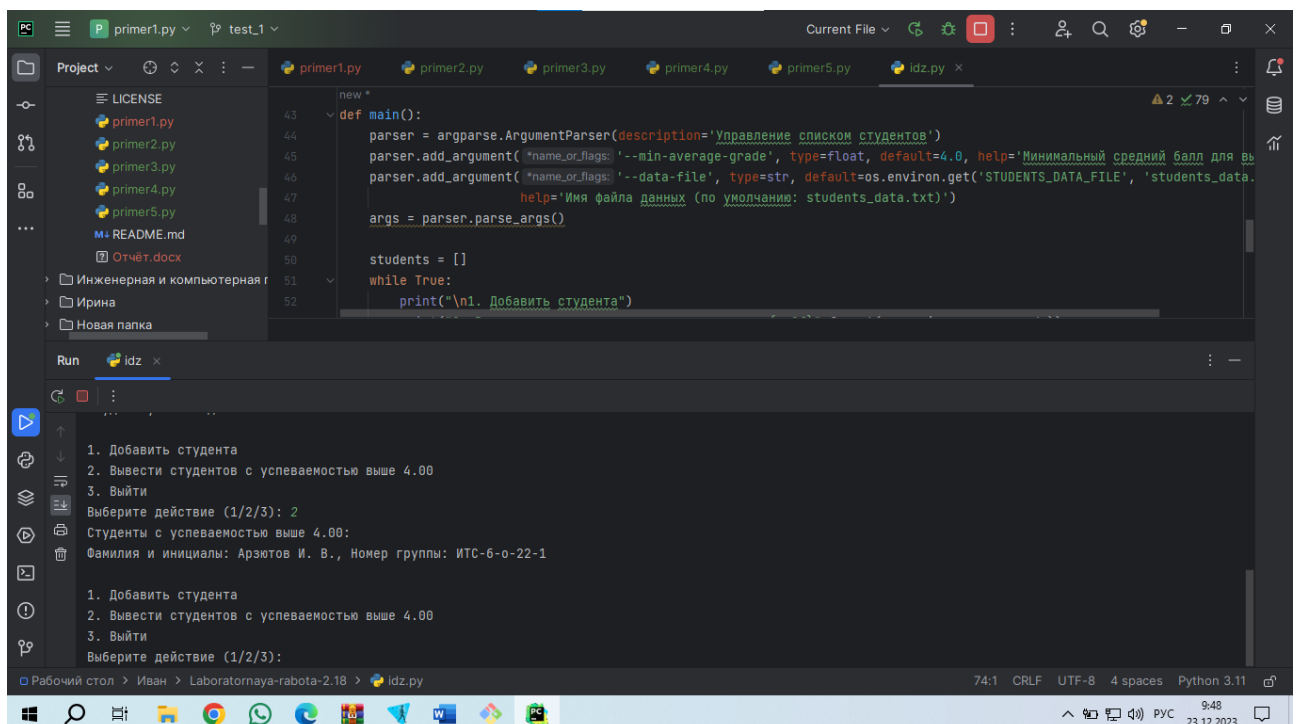 PC P primer1.py test_1 Current File
Project primer1.py primer2.py primer3.py primer4.py primer5.py idz.py
LICENSE
primer1.py
primer2.py
primer3.py
primer4.py
primer5.py
M↓ README.md
Отчёт.docx
Инженерная и компьютерная г
Ирина
Новая папка
new *
2 79
43 def main():
44 parser = argparse.ArgumentParser(description='Управление списком студентов')
45 parser.add_argument( *name_or_flags: '--min-average-grade', type=float, default=4.0, help='Минимальный средний балл для вы
46 parser.add_argument( *name_or_flags: '--data-file', type=str, default=os.environ.get('STUDENTS_DATA_FILE', 'students_data.
47 help='Имя файла данных (по умолчанию: students_data.txt)')
48 args = parser.parse_args()
49
50 students = []
51 while True:
52 print("\n1. Добавить студента")
Run idz
1. Добавить студента
2. Вывести студентов с успеваемостью выше 4.00
3. Выйти
Выберите действие (1/2/3): 2
Студенты с успеваемостью выше 4.00:
Фамилия и инициалы: Арзютов И. В., Номер группы: ИТС-б-о-22-1
1. Добавить студента
2. Вывести студентов с успеваемостью выше 4.00
3. Выйти
Выберите действие (1/2/3):
Рабочий стол > Иван > Laboratornaya-rabota-2.18 > idz.py 74:1 CRLF UTF-8 4 spaces Python 3.11
РУС 9:48
23.12.2023